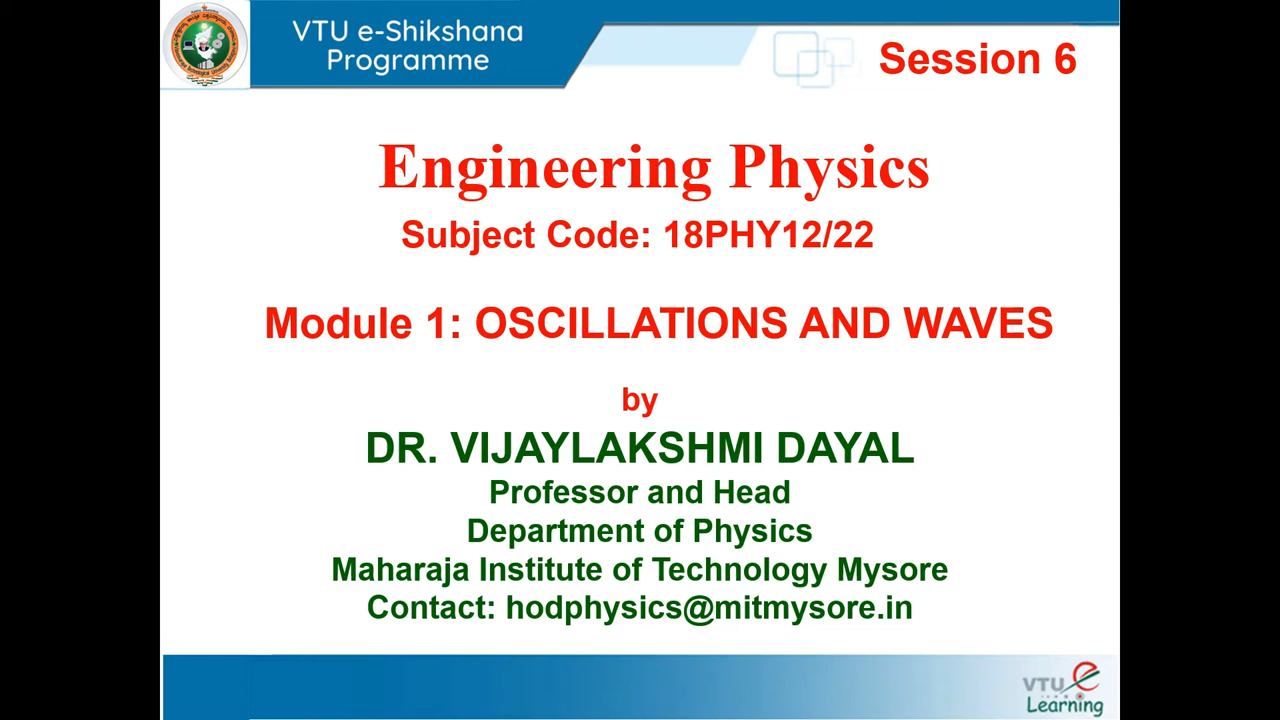 VTU e-Shikshana
Programme
Session 6
Engineering Physics
Subject Code: 18PHY12/22
Module 1: OSCILLATIONS AND WAVES
by
DR. VIJAYLAKSHMI DAYAL
Professor and Head
Department of Physics
Maharaja Institute of Technology Mysore
Contact: hodphysics@mitmysore.in
VTU e
Learning